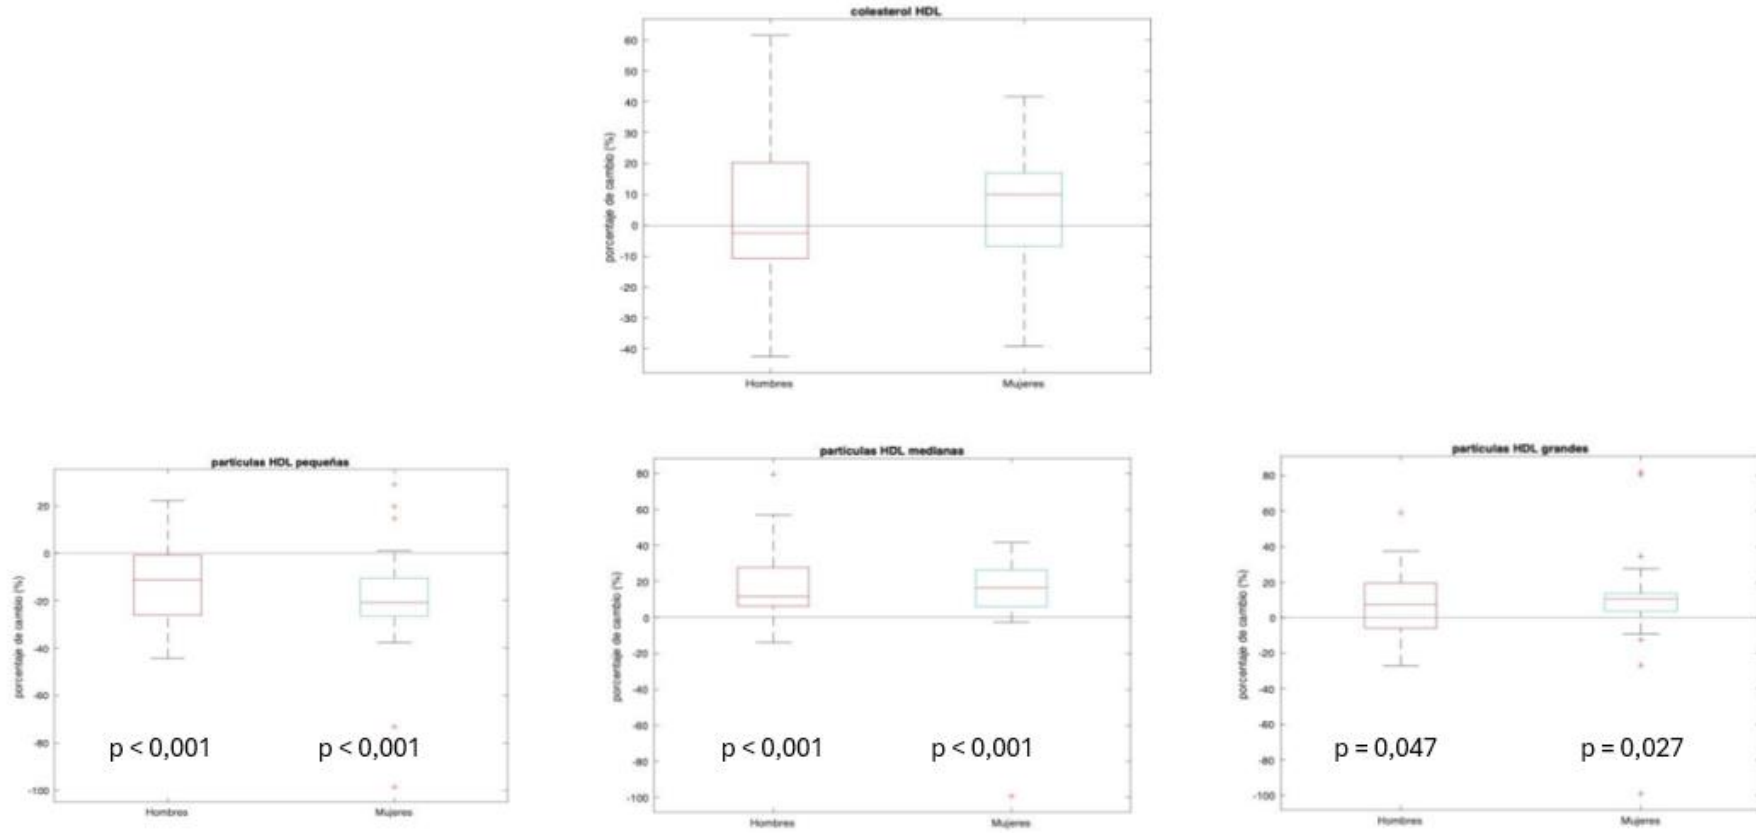 colesterol HDL
porcentaje de cambio (%)
60
50
40
30
20
10
0
-10
-20
-30
-40
Hombres
Mujeres
partículas HDL pequeñas
porcentaje de cambio (%)
20
0
-20
-40
-60
-80
-100
p < 0,001
p < 0,001
Hombres
Mujeres
partículas HDL medianas
porcentaje de cambio (%)
80
60
40
20
0
-20
-40
-60
-80
-100
p < 0,001
p < 0,001
Hombres
Mujeres
partículas HDL grandes
porcentaje de cambio (%)
80
60
40
20
0
-20
-40
-60
-80
-100
p = 0,047
p = 0,027
Hombres
Mujeres